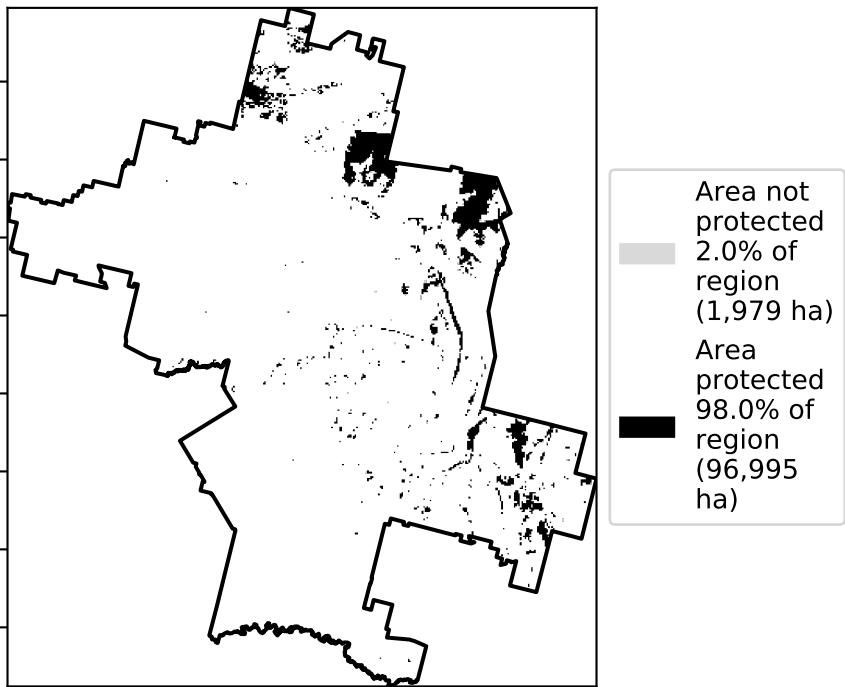 Area not
protected
2.0% of
region
(1,979 ha)
Area
protected
98.0% of
region
(96,995
ha)